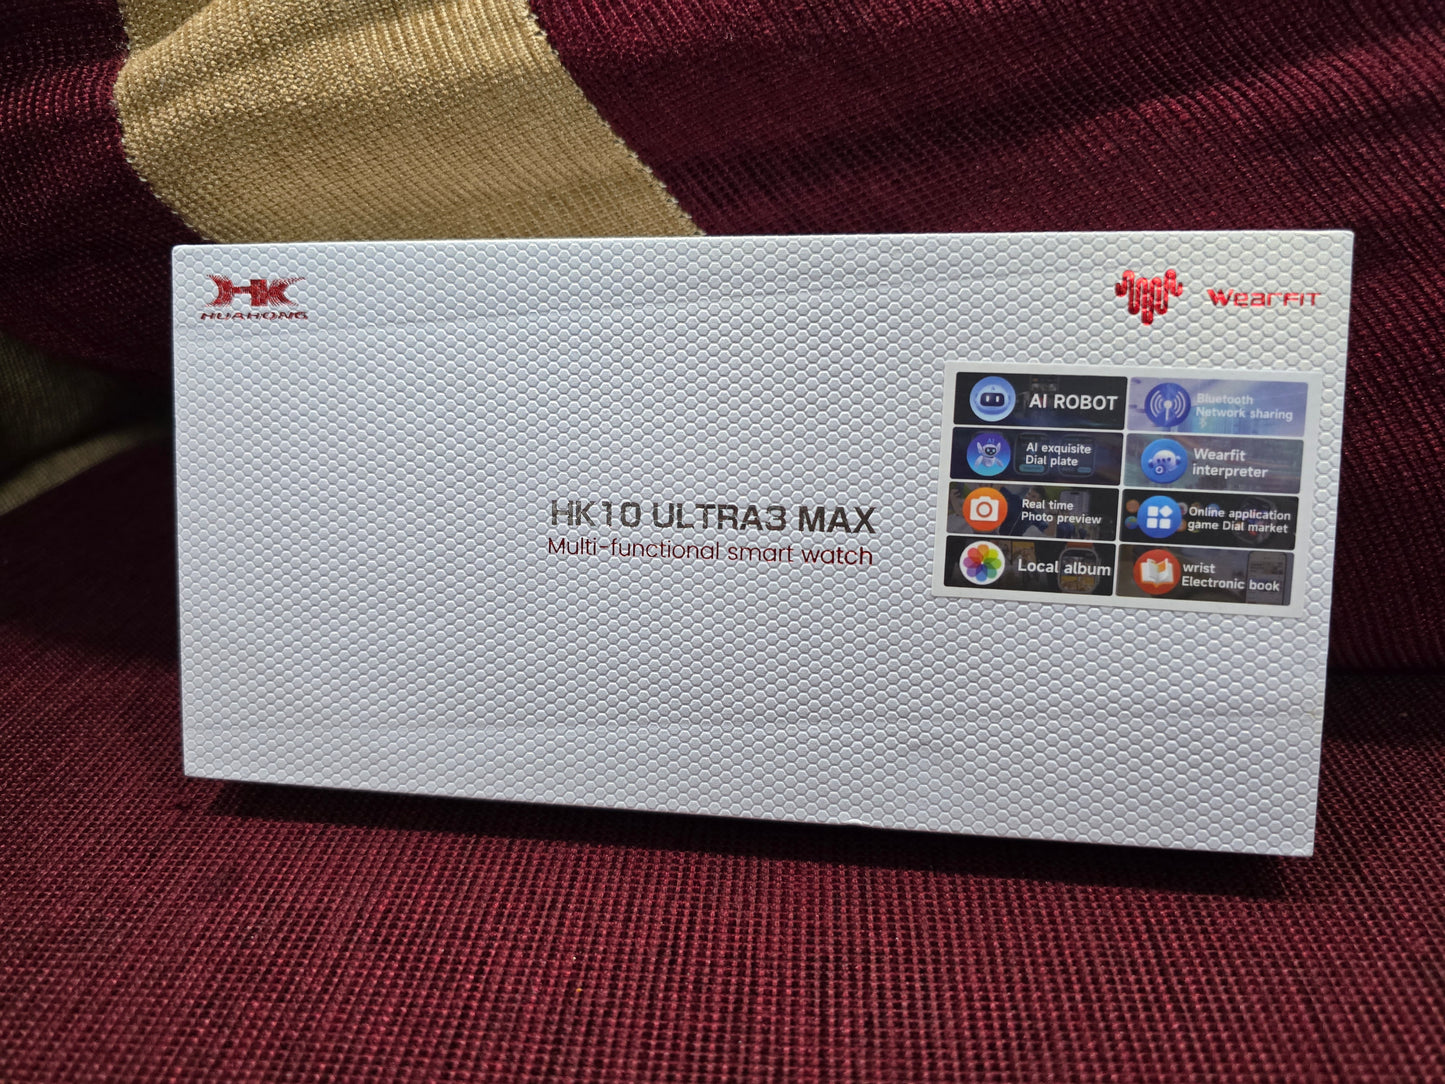 HK
HUAHONG
WEARFIT
HK10 ULTRA3 MAX
Multi-functional smart watch
AI ROBOT
Bluetooth
Network sharing
AI
AI exquisite
Dial plate
Wearfit
interpreter
Real time
Photo preview
Online application
game Dial market
Local album
wrist
Electronic book